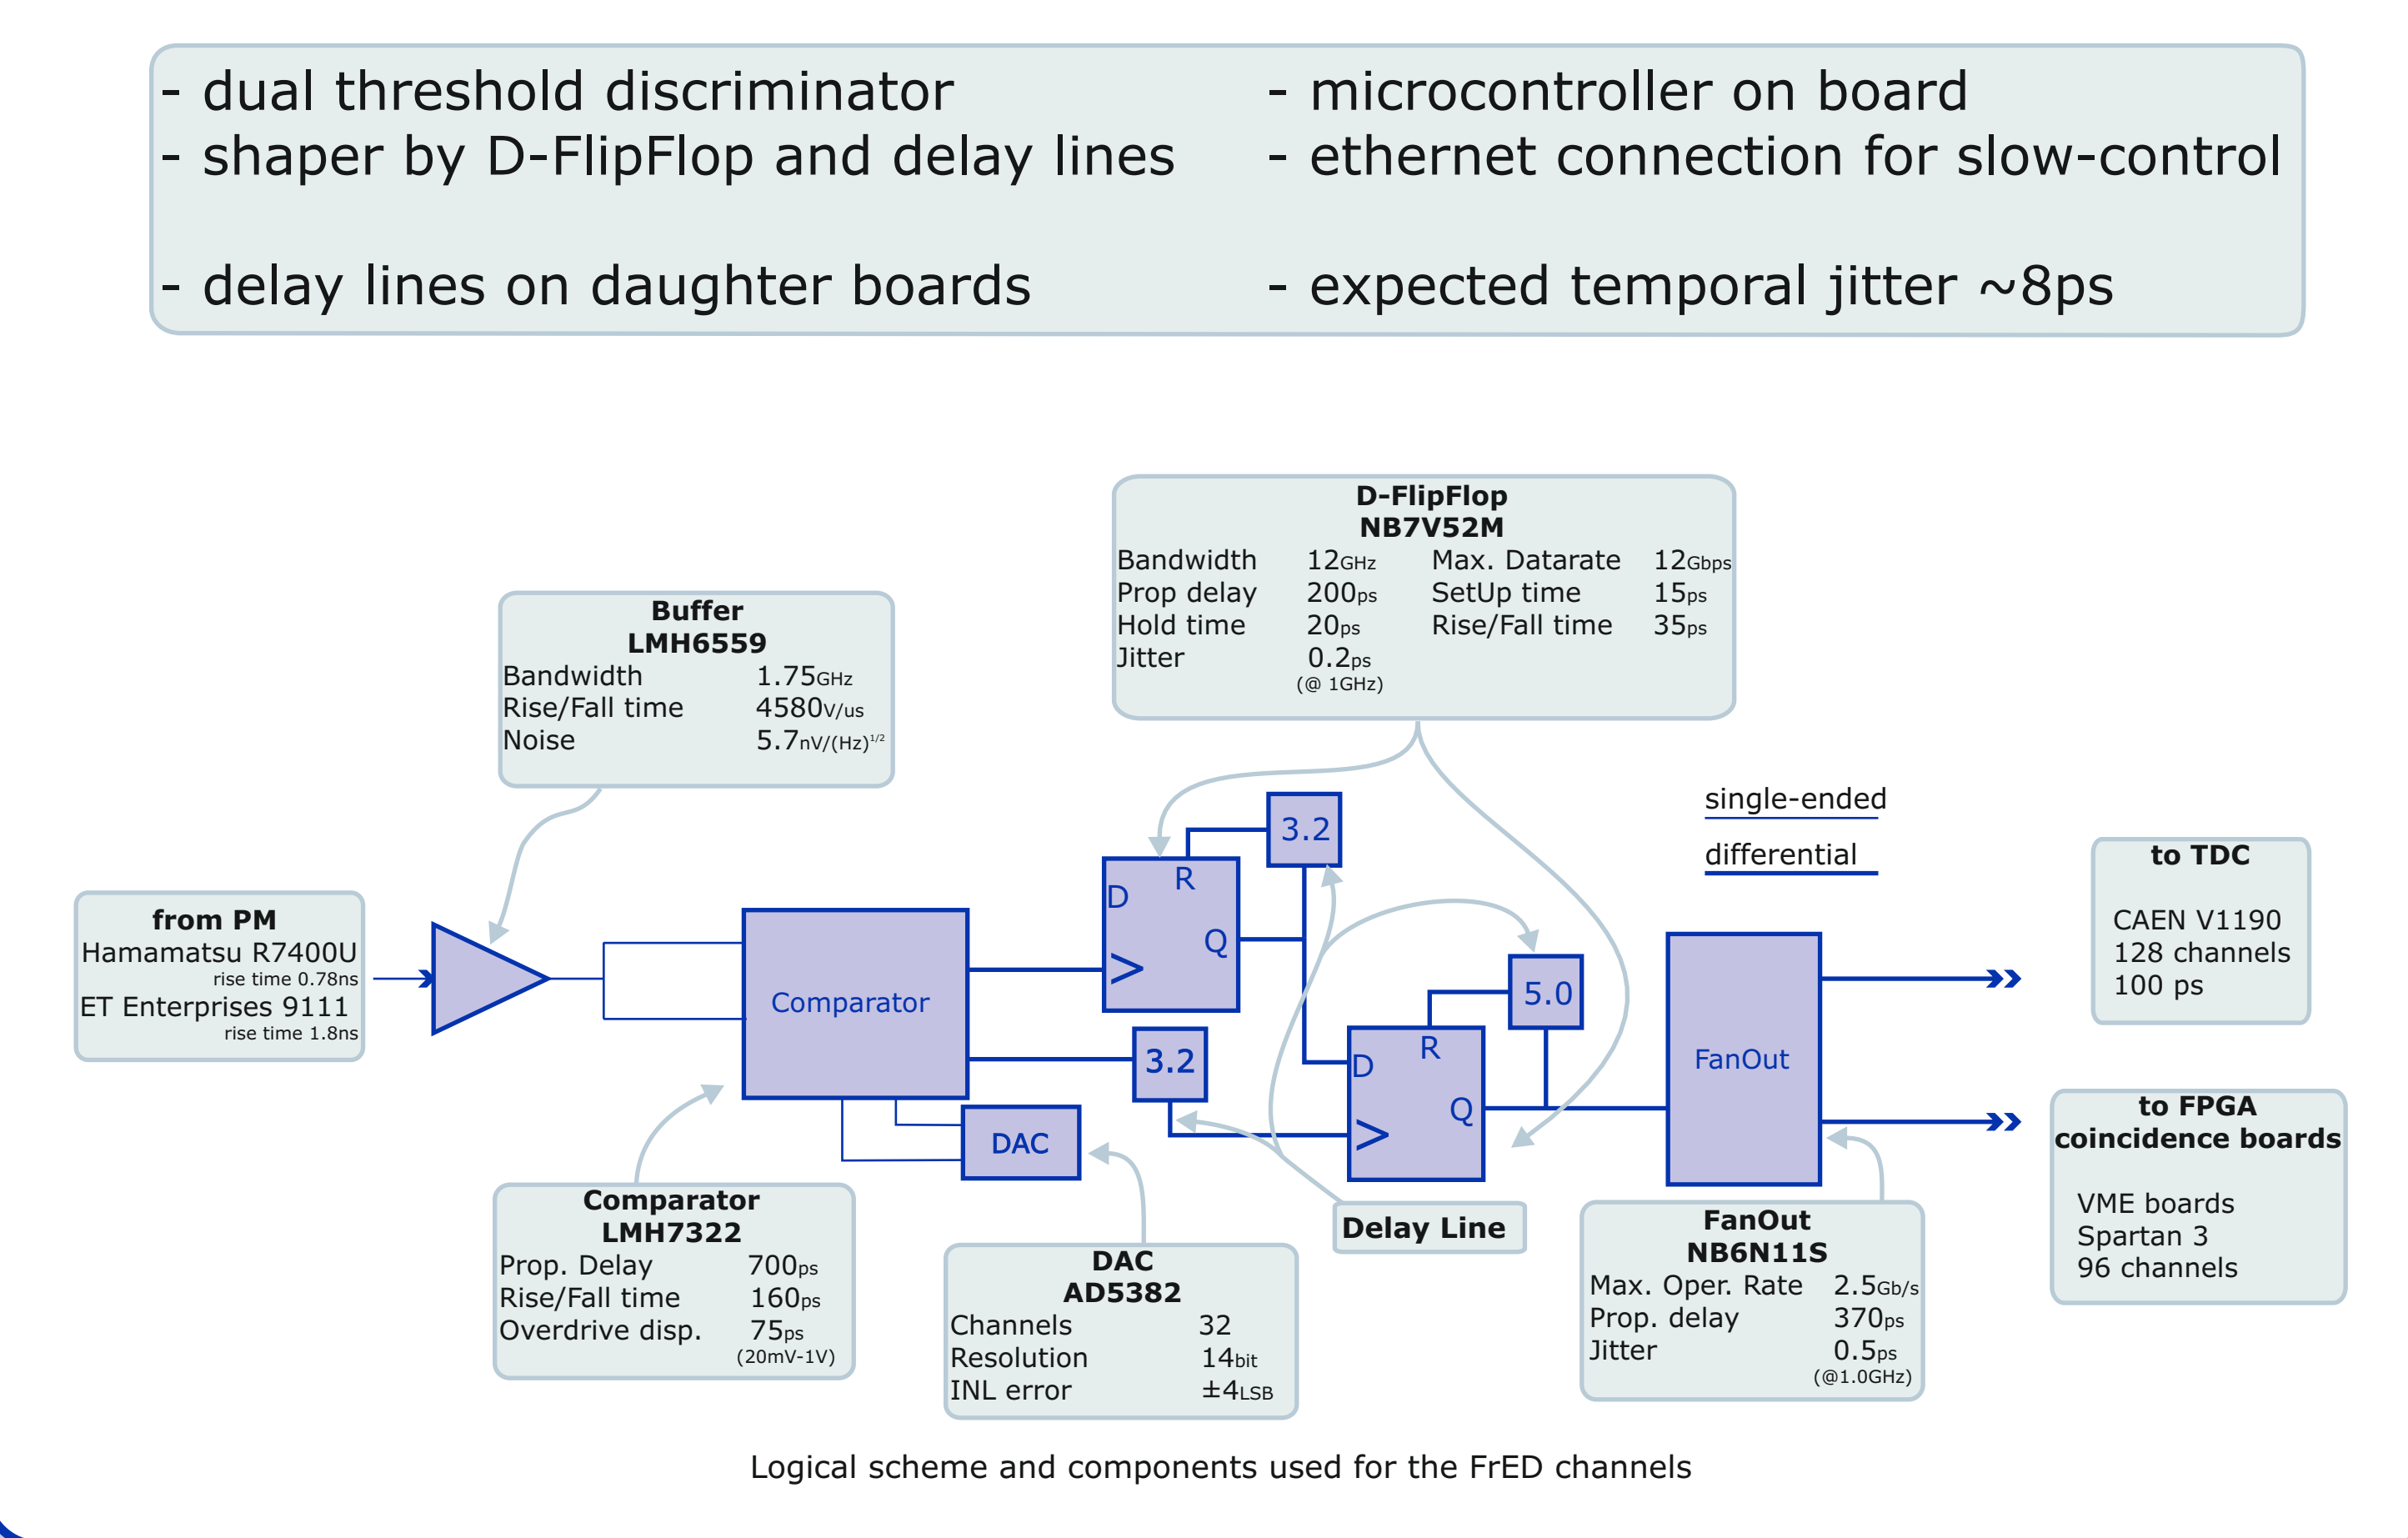 - dual threshold discriminator
- shaper by D-FlipFlop and delay lines
- delay lines on daughter boards
- microcontroller on board
- ethernet connection for slow-control
- expected temporal jitter ~8ps
D-FlipFlop
NB7V52M
Bandwidth 12GHz Max. Datarate 12Gbps
Prop delay 200ps SetUp time 15ps
Hold time 20ps Rise/Fall time 35ps
Jitter 0.2ps
(@ 1GHz)
Buffer
LMH6559
Bandwidth 1.75GHz
Rise/Fall time 4580V/us
Noise 5.7nV/(Hz)1/2
single-ended
differential
from PM
Hamamatsu R7400U
rise time 0.78ns
ET Enterprises 9111
rise time 1.8ns
Comparator
D
R
Q
>
3.2
3.2
DAC
D
R
Q
>
5.0
FanOut
to TDC
CAEN V1190
128 channels
100 ps
to FPGA
coincidence boards
VME boards
Spartan 3
96 channels
Comparator
LMH7322
Prop. Delay 700ps
Rise/Fall time 160ps
Overdrive disp. 75ps
(20mV-1V)
DAC
AD5382
Channels 32
Resolution 14bit
INL error ±4LSB
Delay Line
FanOut
NB6N11S
Max. Oper. Rate 2.5Gb/s
Prop. delay 370ps
Jitter 0.5ps
(@1.0GHz)
Logical scheme and components used for the FrED channels